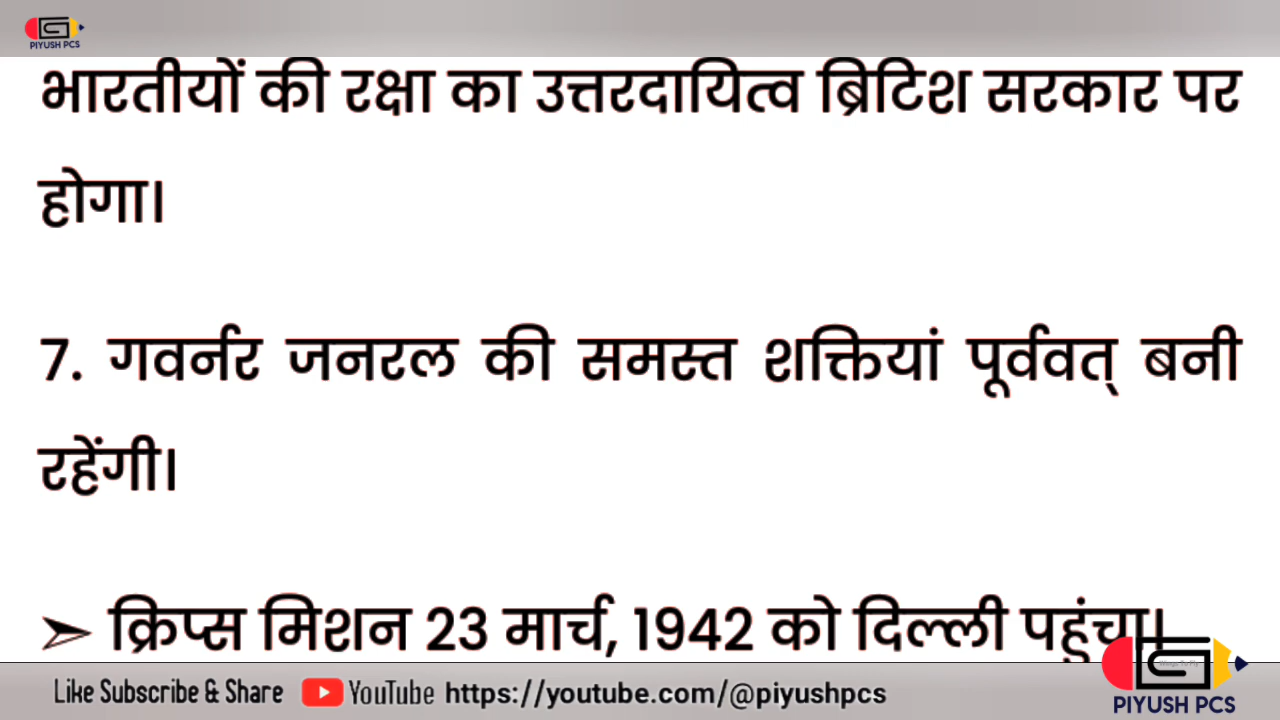 PIYUSH PCS
भारतीयों की रक्षा का उत्तरदायित्व ब्रिटिश सरकार पर
होगा।
7. गवर्नर जनरल की समस्त शक्तियां पूर्ववत् बनी
रहेंगी।
➢ क्रिप्स मिशन 23 मार्च, 1942 को दिल्ली पहुंचा।
Like Subscribe & Share YouTube https://youtube.com/@piyushpcs
PIYUSH PCS